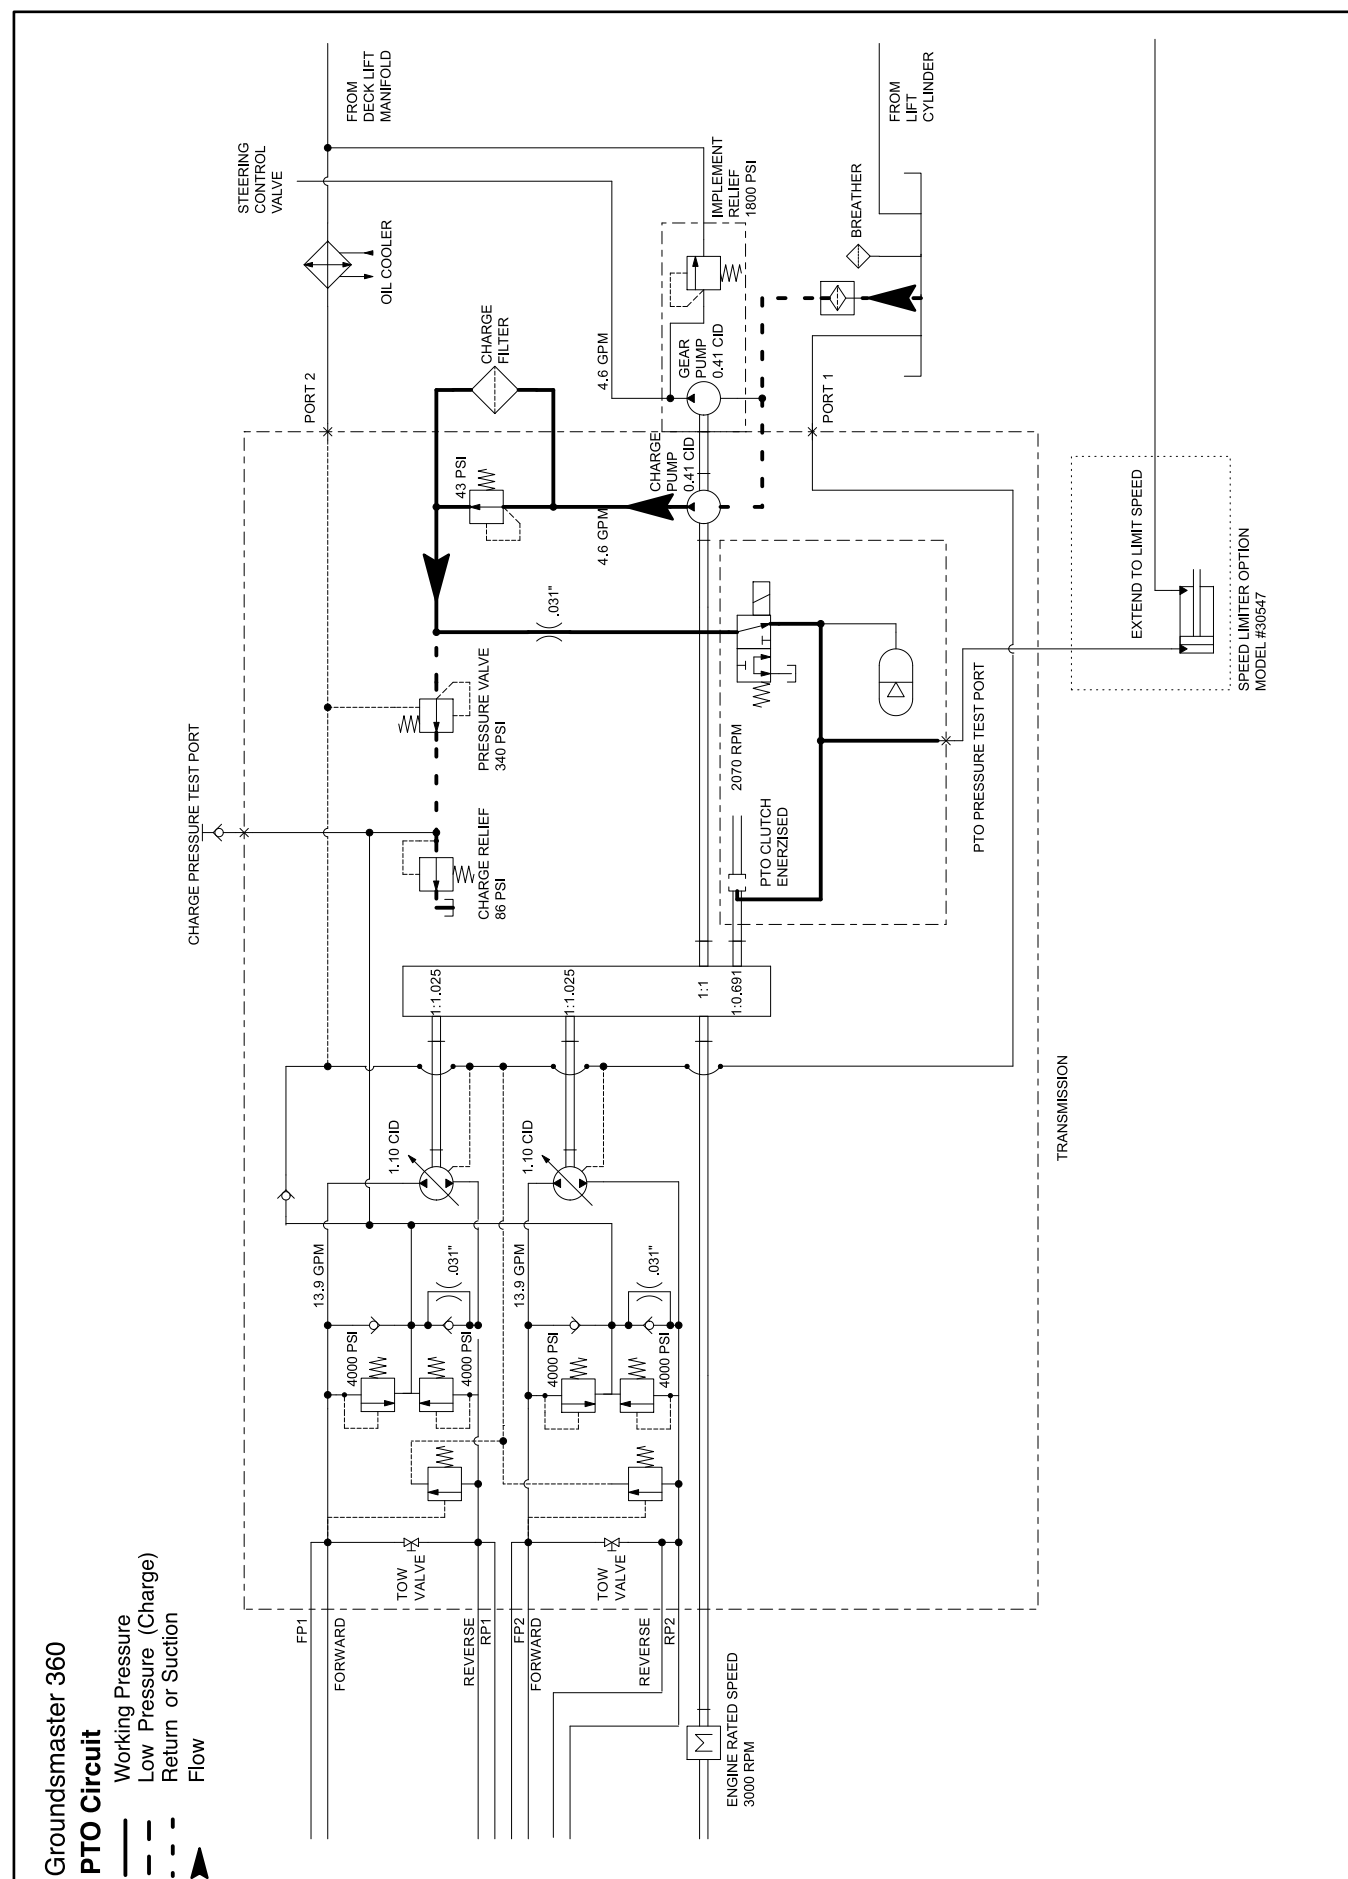 Groundsmaster 360
PTO Circuit
Working Pressure
Low Pressure (Charge)
Return or Suction
Flow
FROM
DECK LIFT
MANIFOLD
STEERING
CONTROL
VALVE
OIL COOLER
PORT 2
CHARGE
FILTER
4.6 GPM
IMPLEMENT
RELIEF
1800 PSI
GEAR
PUMP
0.41 CID
FROM
LIFT
CYLINDER
BREATHER
PORT 1
43 PSI
CHARGE
PUMP
0.41 CID
4.6 GPM
.031"
EXTEND TO LIMIT SPEED
SPEED LIMITER OPTION
MODEL #30547
CHARGE PRESSURE TEST PORT
PRESSURE VALVE
340 PSI
CHARGE RELIEF
86 PSI
2070 RPM
PTO CLUTCH
ENERZISED
PTO PRESSURE TEST PORT
1:1.025
1:1.025
1:1
1:0.691
TRANSMISSION
1.10 CID
1.10 CID
13.9 GPM
.031"
13.9 GPM
.031"
4000 PSI
4000 PSI
4000 PSI
4000 PSI
TOW
VALVE
TOW
VALVE
FP1
FORWARD
REVERSE
RP1
FP2
FORWARD
REVERSE
RP2
M
ENGINE RATED SPEED
3000 RPM